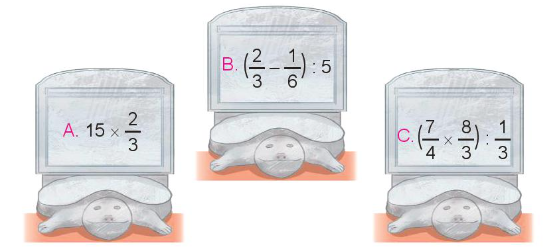 A. 15 × 2/3
B. (2/3 – 1/6) : 5
C. (7/4 × 8/3) : 1/3